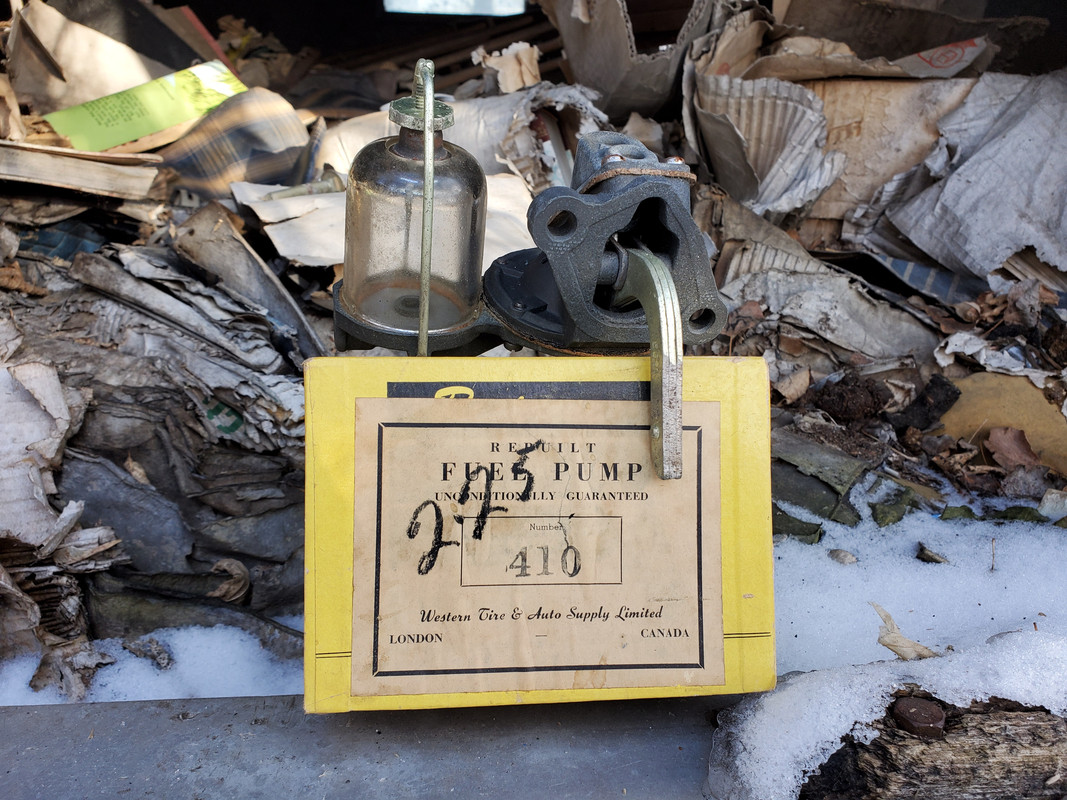 REBUILT
FUEL PUMP
UNCONDITIONALLY GUARANTEED
275
Number
410
Western Tire & Auto Supply Limited
LONDON — CANADA